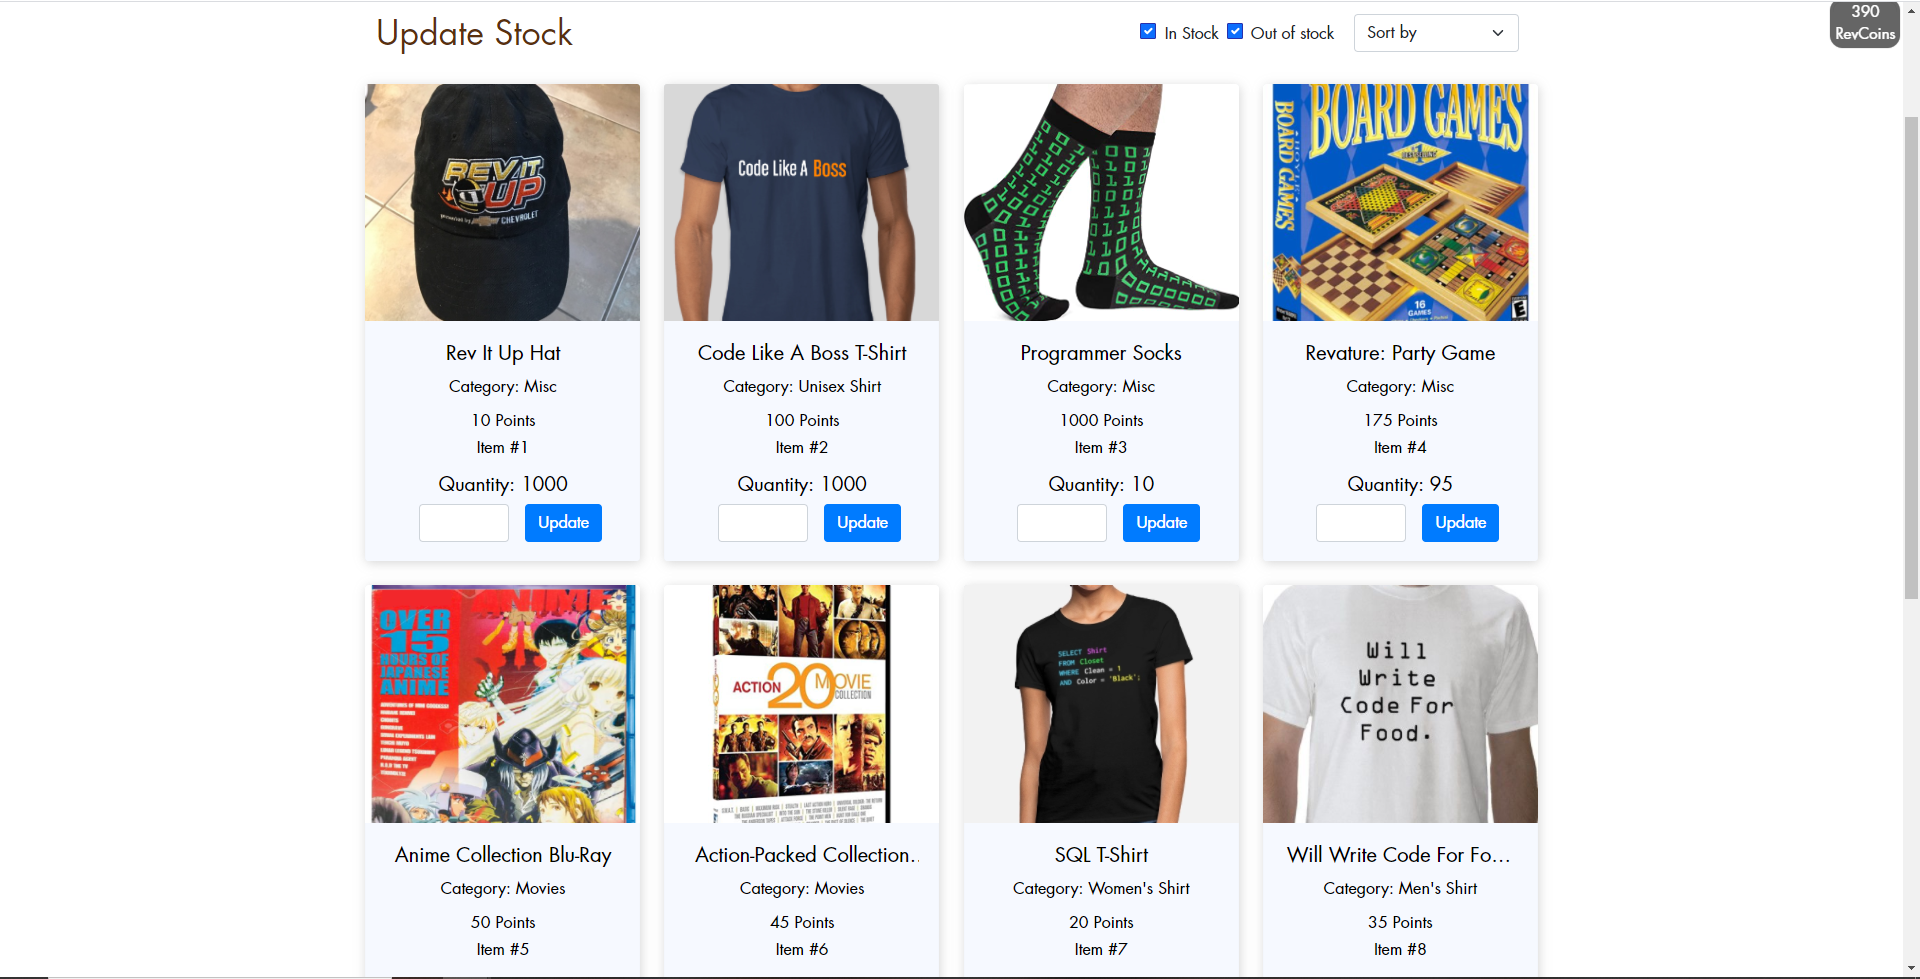 Update Stock
In Stock
Out of stock
Sort by
390
RevCoins
REV IT
UP
presented by CHEVROLET
Code Like A Boss
BOARD GAMES
BOARD GAMES
16
GAMES
E
Rev It Up Hat
Category: Misc
10 Points
Item #1
Quantity: 1000
Update
Code Like A Boss T-Shirt
Category: Unisex Shirt
100 Points
Item #2
Quantity: 1000
Update
Programmer Socks
Category: Misc
1000 Points
Item #3
Quantity: 10
Update
Revature: Party Game
Category: Misc
175 Points
Item #4
Quantity: 95
Update
OVER
15
HOURS OF
JAPANESE
ANIME
ACTION 20 MOVIE
COLLECTION
SELECT Shirt
FROM Closet
WHERE Clean = 1
AND Color = 'Black';
Will
Write
Code For
Food.
Anime Collection Blu-Ray
Category: Movies
50 Points
Item #5
Action-Packed Collection..
Category: Movies
45 Points
Item #6
SQL T-Shirt
Category: Women's Shirt
20 Points
Item #7
Will Write Code For Fo...
Category: Men's Shirt
35 Points
Item #8